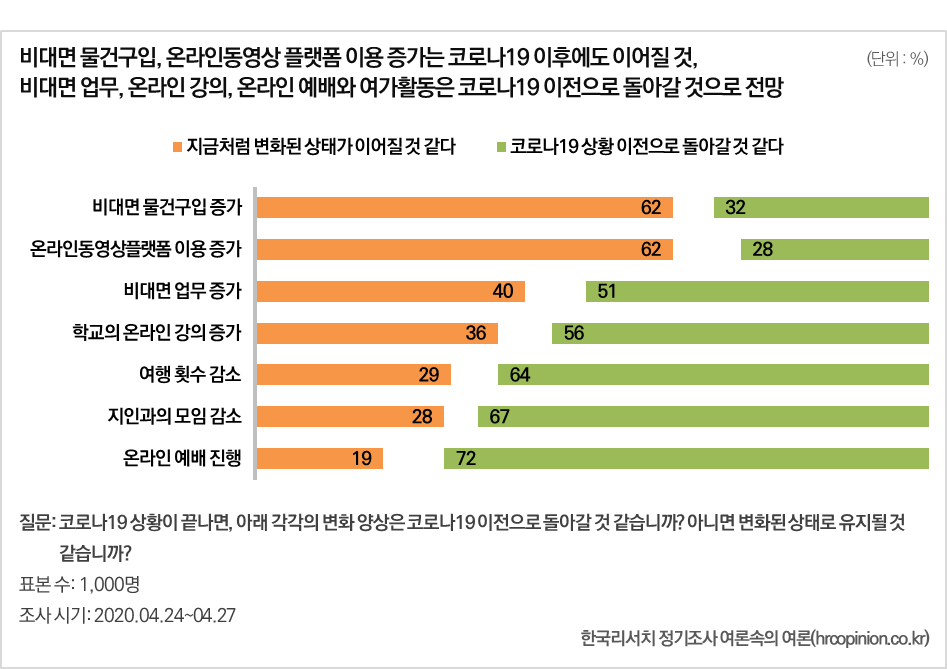 비대면 물건구입, 온라인동영상 플랫폼 이용 증가는 코로나19 이후에도 이어질 것,
(단위 : %)
비대면 업무, 온라인 강의, 온라인 예배와 여가활동은 코로나19 이전으로 돌아갈 것으로 전망
지금처럼 변화된 상태가 이어질 것 같다 코로나19 상황 이전으로 돌아갈 것 같다
비대면 물건구입 증가 62 32
온라인동영상플랫폼 이용 증가 62 28
비대면 업무 증가 40 51
학교의 온라인 강의 증가 36 56
여행 횟수 감소 29 64
지인과의 모임 감소 28 67
온라인 예배 진행 19 72
질문: 코로나19 상황이 끝나면, 아래 각각의 변화 양상은 코로나19 이전으로 돌아갈 것 같습니까? 아니면 변화된 상태로 유지될 것
같습니까?
표본 수: 1,000명
조사 시기: 2020.04.24~04.27
한국리서치 정기조사 여론속의 여론(hrcopinion.co.kr)